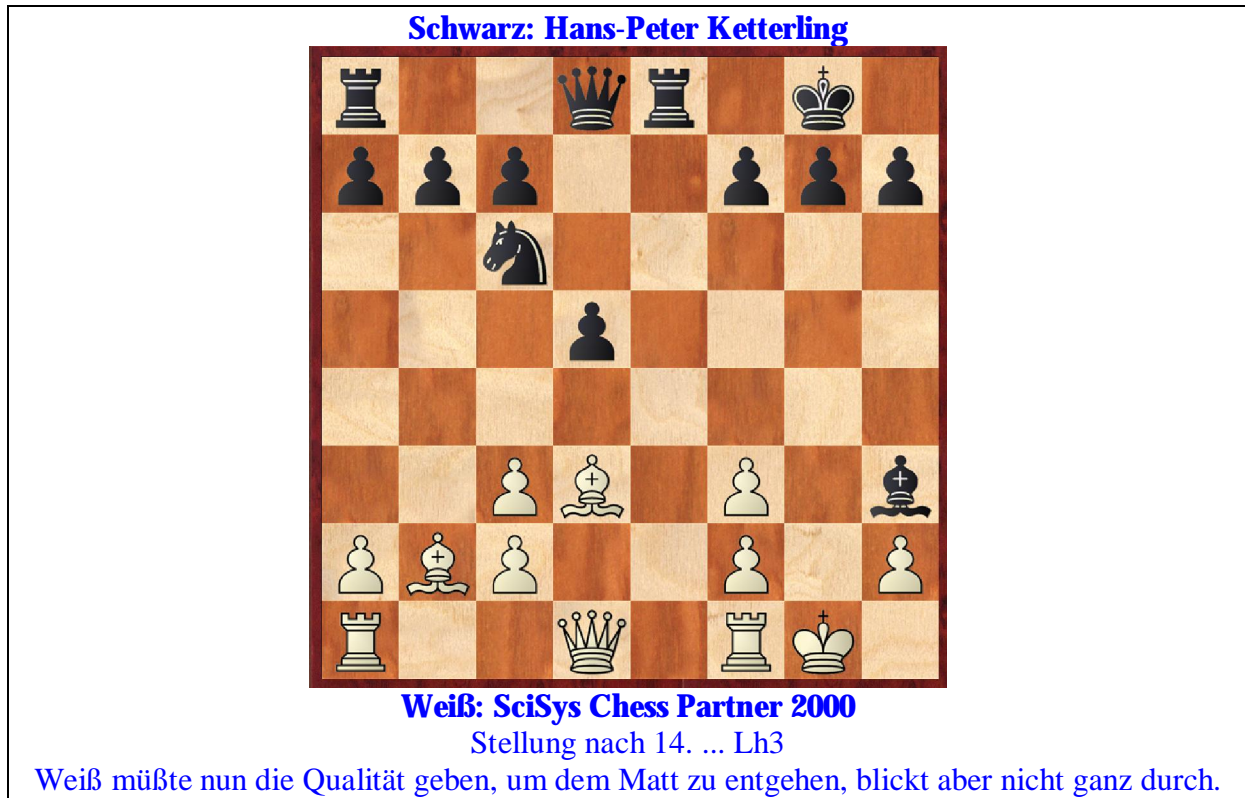 Schwarz: Hans-Peter Ketterling
Weiß: SciSys Chess Partner 2000
Stellung nach 14. ... Lh3
Weiß müßte nun die Qualität geben, um dem Matt zu entgehen, blickt aber nicht ganz durch.